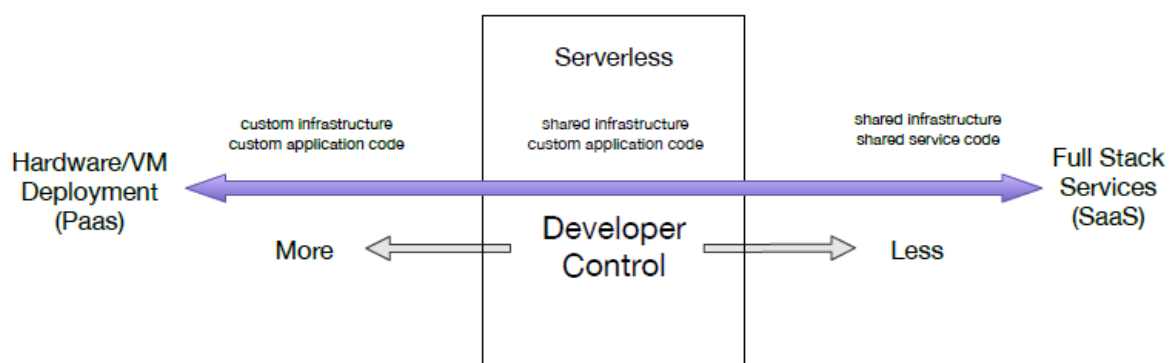 Serverless
custom infrastructure
custom application code
shared infrastructure
custom application code
shared infrastructure
shared service code
Hardware/VM
Deployment
(Paas)
Full Stack
Services
(SaaS)
More
Developer
Control
Less